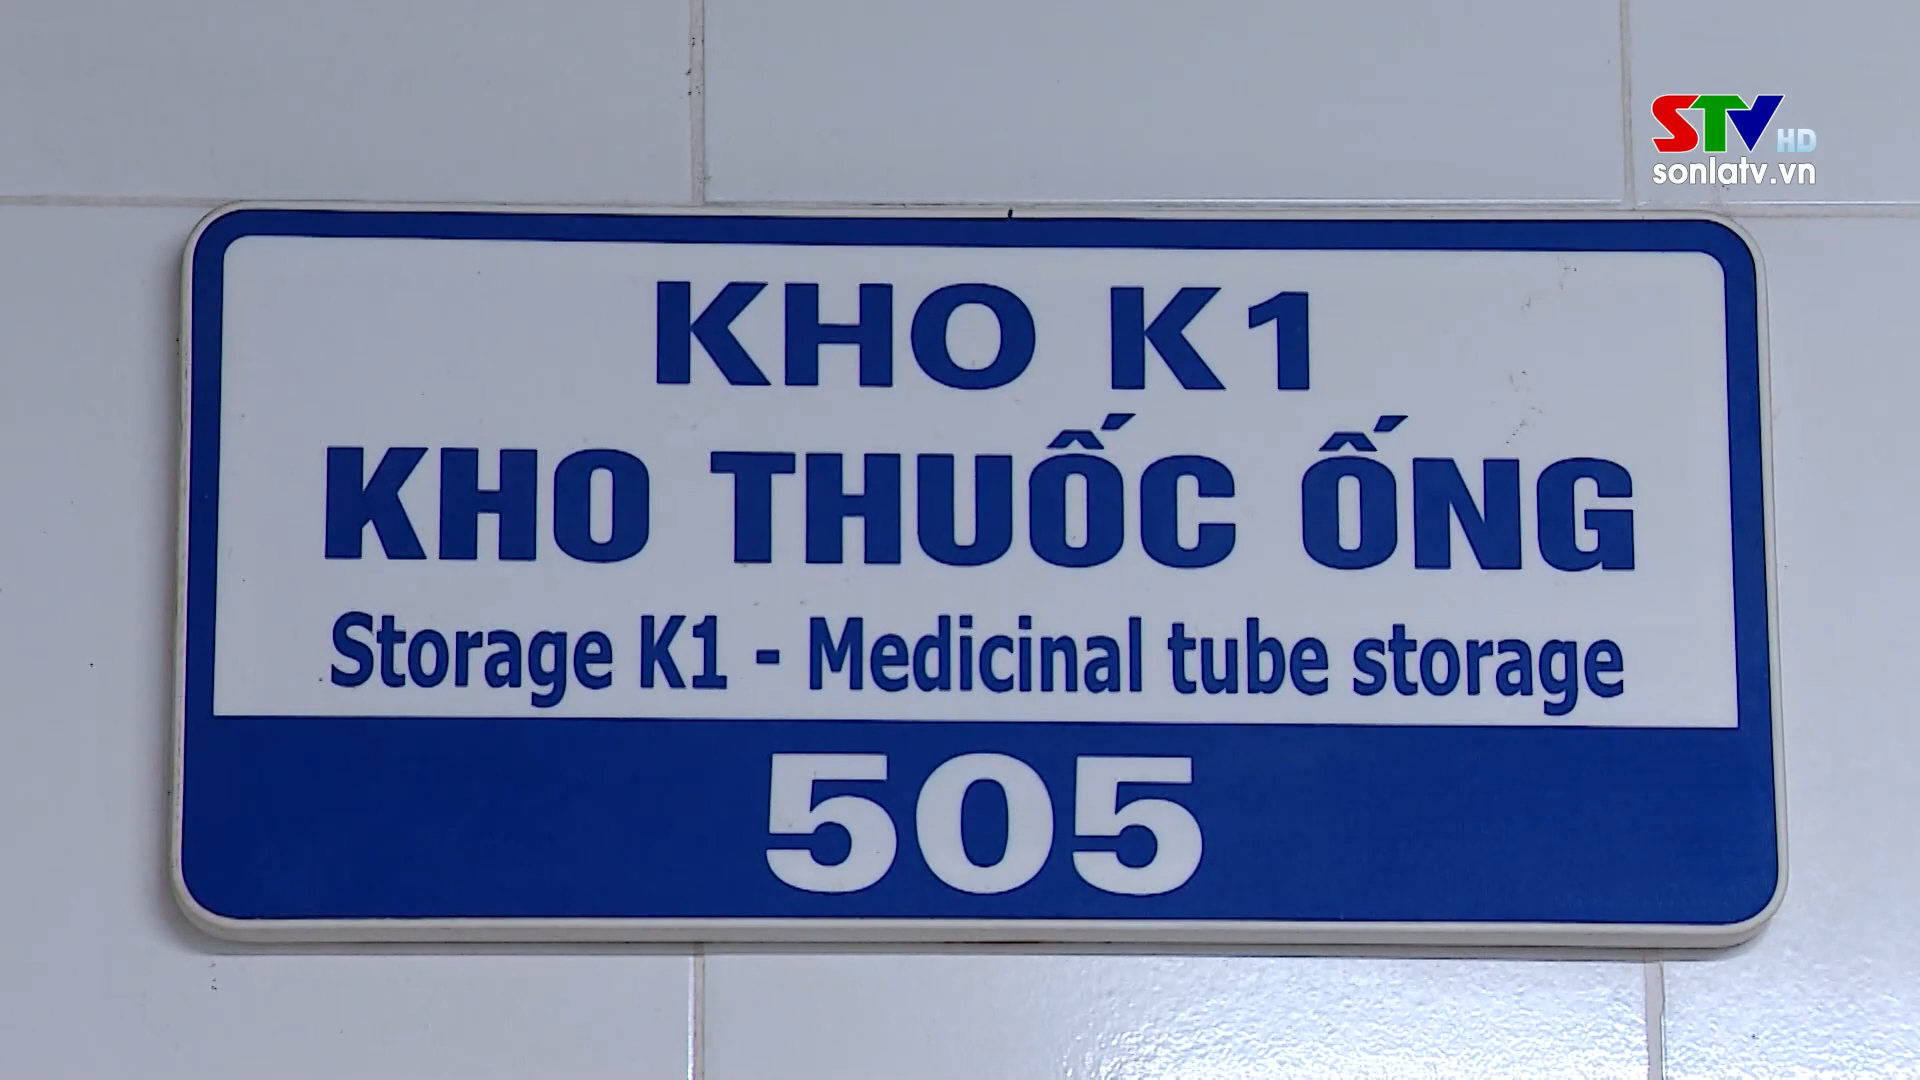 STV HD
sonlatv.vn
KHO K1
KHO THUỐC ỐNG
Storage K1 - Medicinal tube storage
505